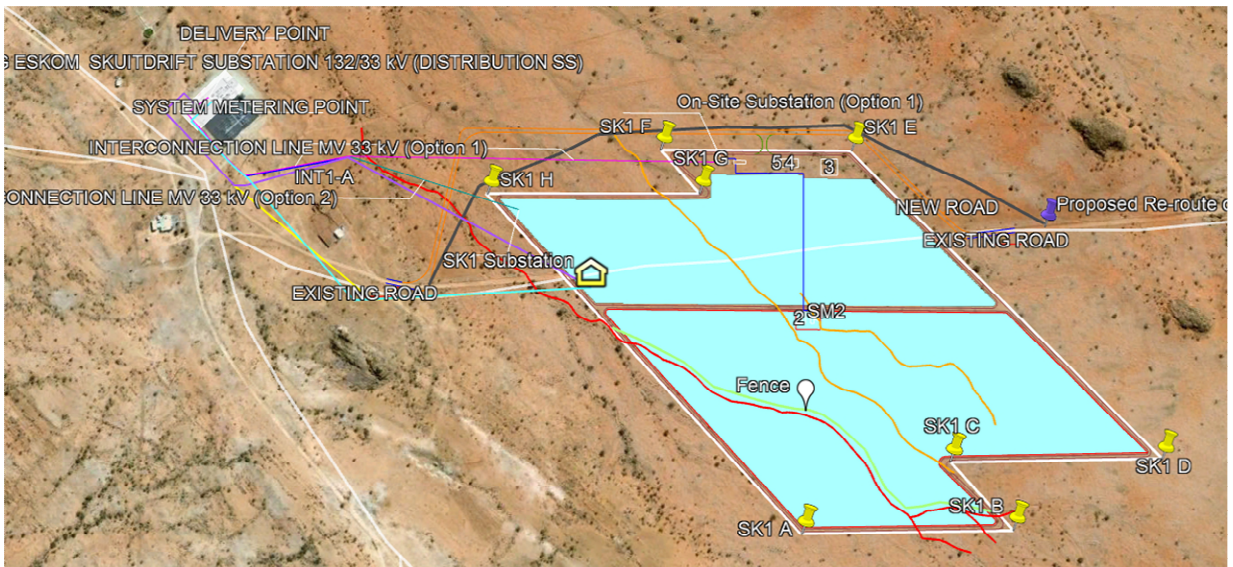 DELIVERY POINT
G ESKOM SKUITDRIFT SUBSTATION 132/33 kV (DISTRIBUTION SS)
SYSTEM METERING POINT
On-Site Substation (Option 1)
SK1 F
SK1 E
INTERCONNECTION LINE MV 33 kV (Option 1)
SK1 G
54
3
INT1-A
SK1 H
CONNECTION LINE MV 33 kV (Option 2)
NEW ROAD
Proposed Re-route
EXISTING ROAD
SK1 Substation
EXISTING ROAD
SM2
2
Fence
SK1 C
SK1 D
SK1 B
SK1 A